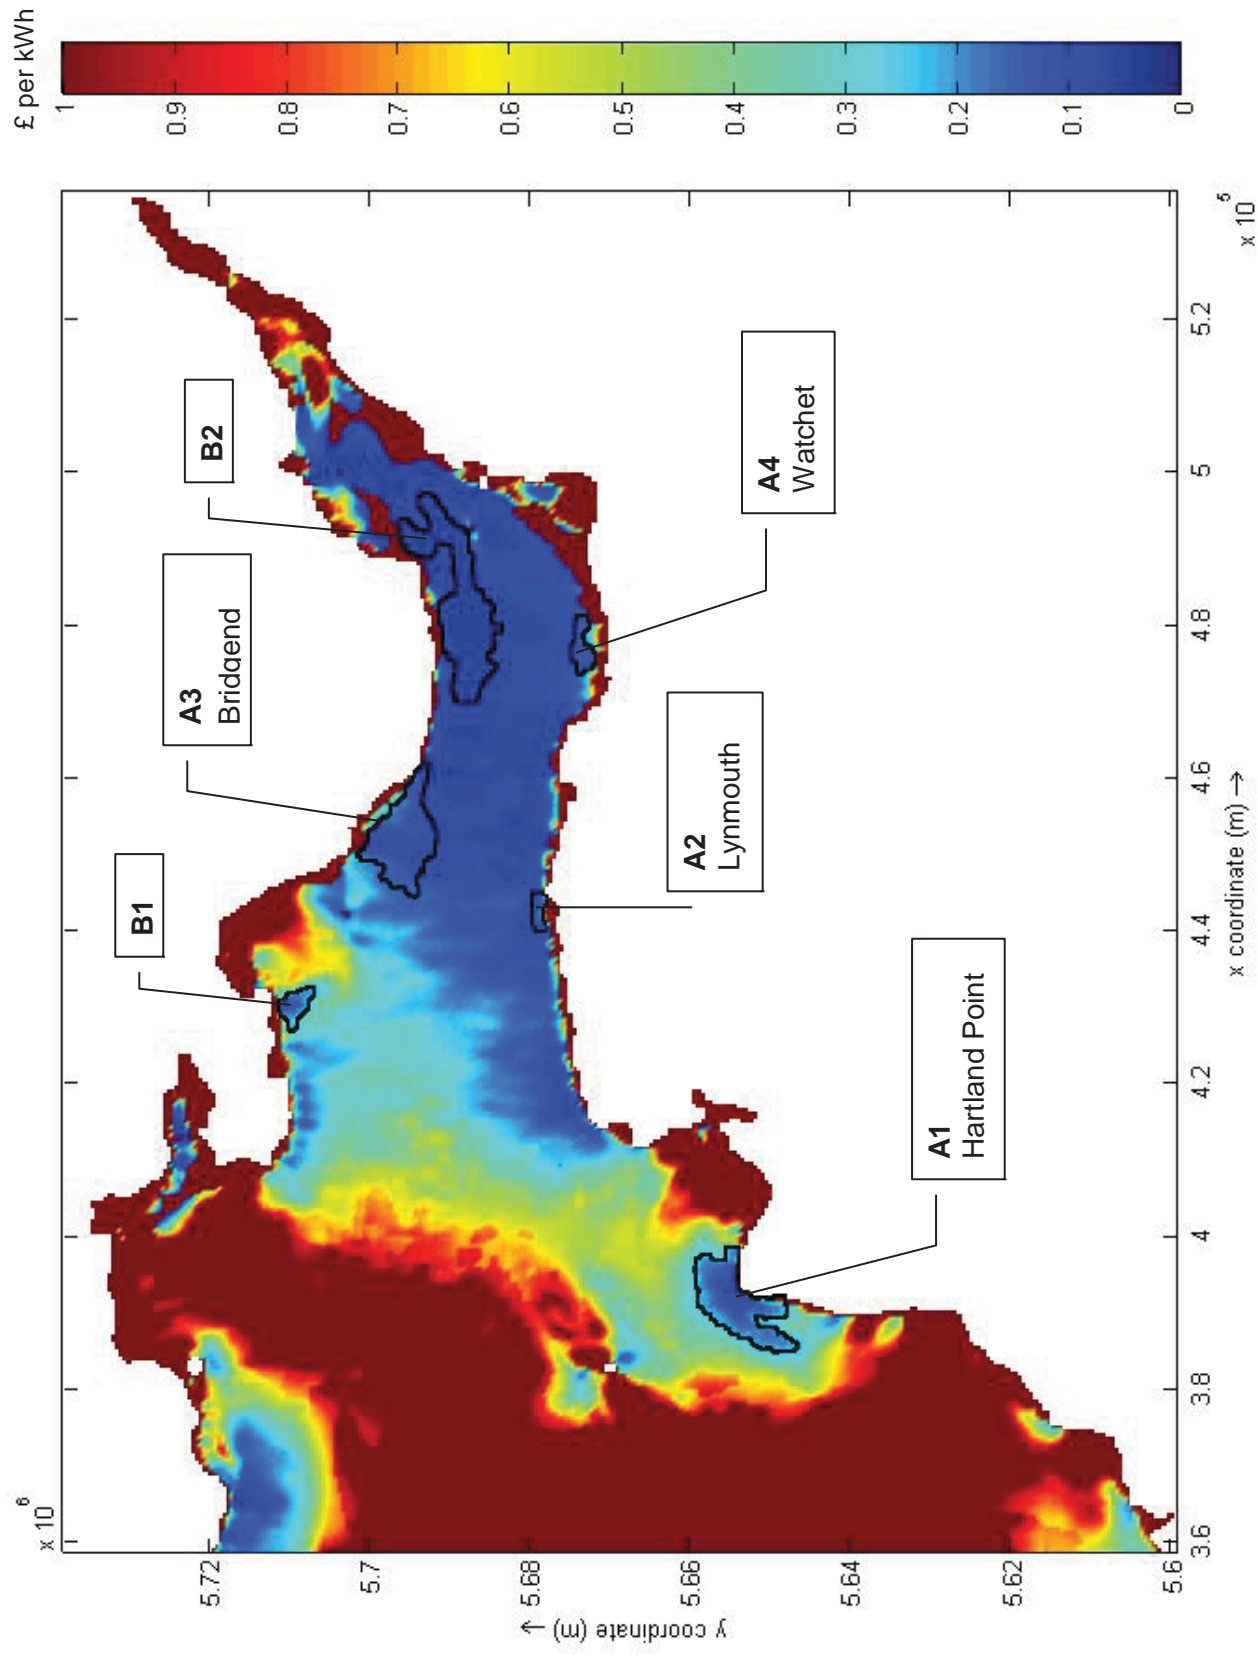 £ per kWh
1
0.9
0.8
0.7
0.6
0.5
0.4
0.3
0.2
0.1
0
x 10 6
5.72
5.7
5.68
5.66
5.64
5.62
5.6
y coordinate (m) →
B1
A3
Bridgend
B2
A2
Lynmouth
A4
Watchet
A1
Hartland Point
3.6
3.8
4
4.2
4.4
4.6
4.8
5
5.2
x coordinate (m) →
x 10 5